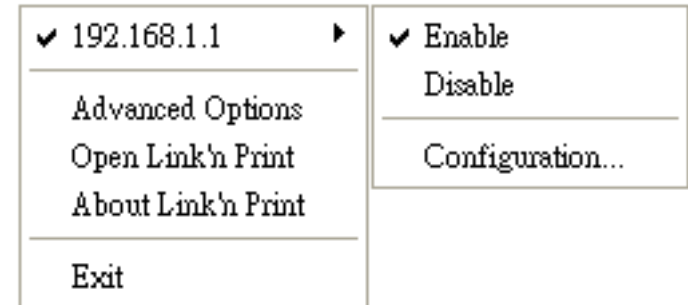 192.168.1.1
Advanced Options
Open Link'n Print
About Link'n Print
Exit
Enable
Disable
Configuration...